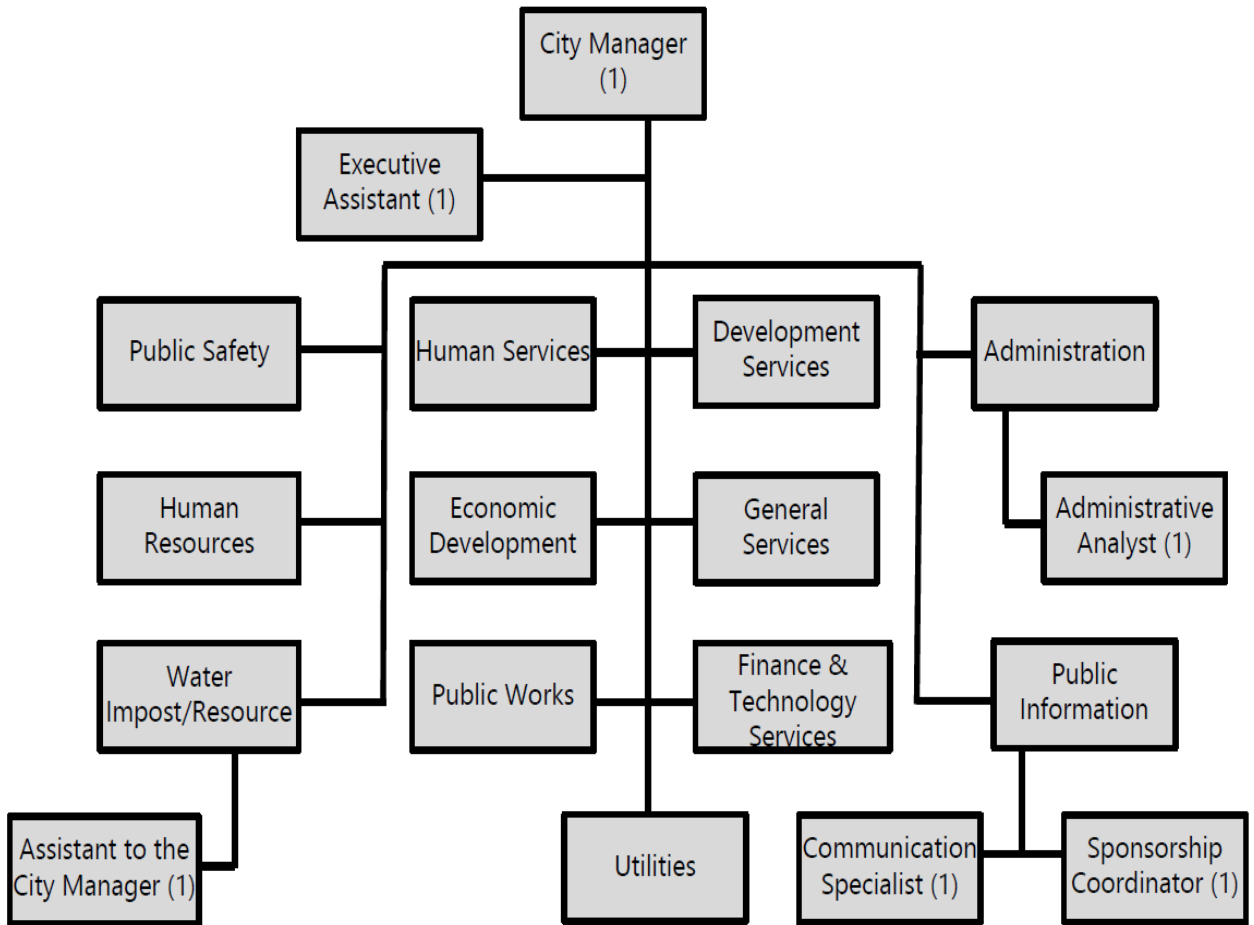 City Manager
(1)
Executive
Assistant (1)
Public Safety
Human Services
Development
Services
Administration
Human
Resources
Economic
Development
General
Services
Administrative
Analyst (1)
Water
Impost/Resource
Public Works
Finance &
Technology
Services
Public
Information
Assistant to the
City Manager (1)
Utilities
Communication
Specialist (1)
Sponsorship
Coordinator (1)